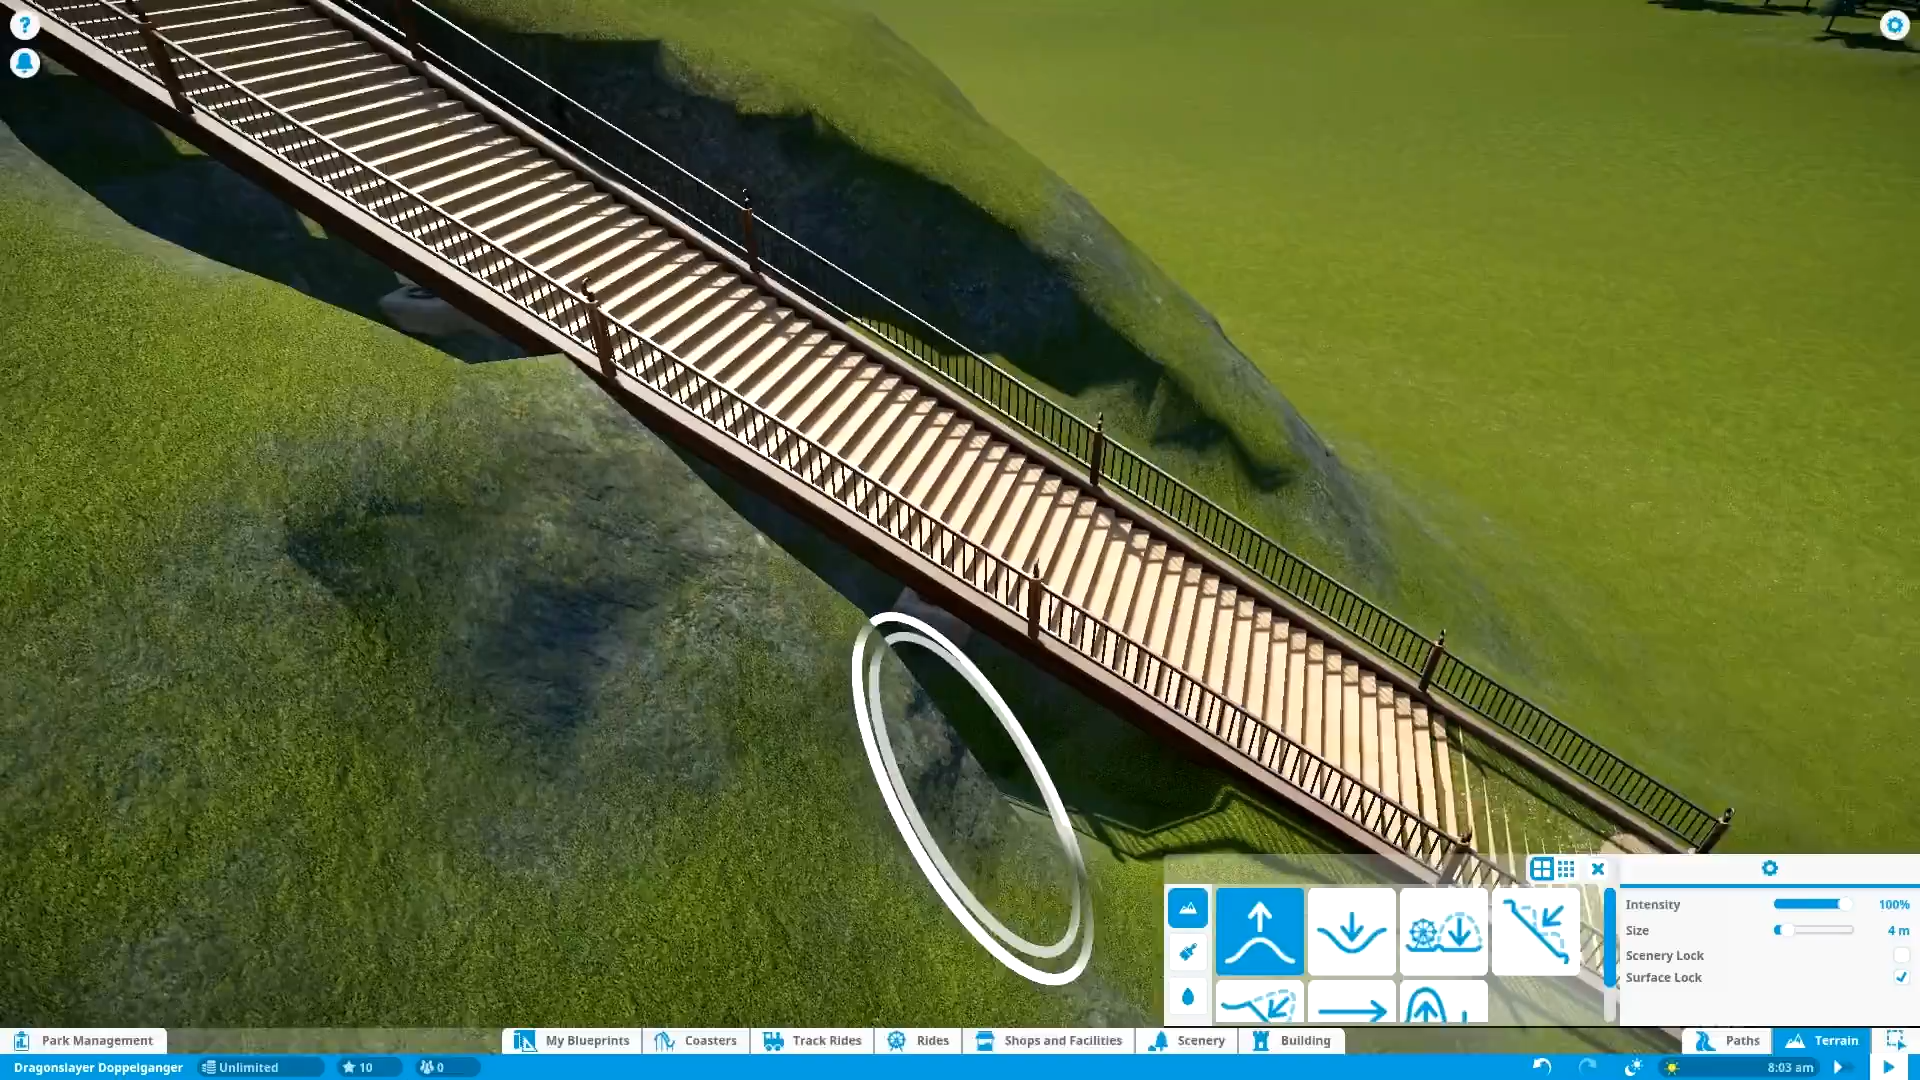 ?
Intensity 100%
Size 4 m
Scenery Lock
Surface Lock
Park Management
My Blueprints
Coasters
Track Rides
Rides
Shops and Facilities
Scenery
Building
Paths
Terrain
Dragonslayer Doppelganger
Unlimited
10
0
8:03 am